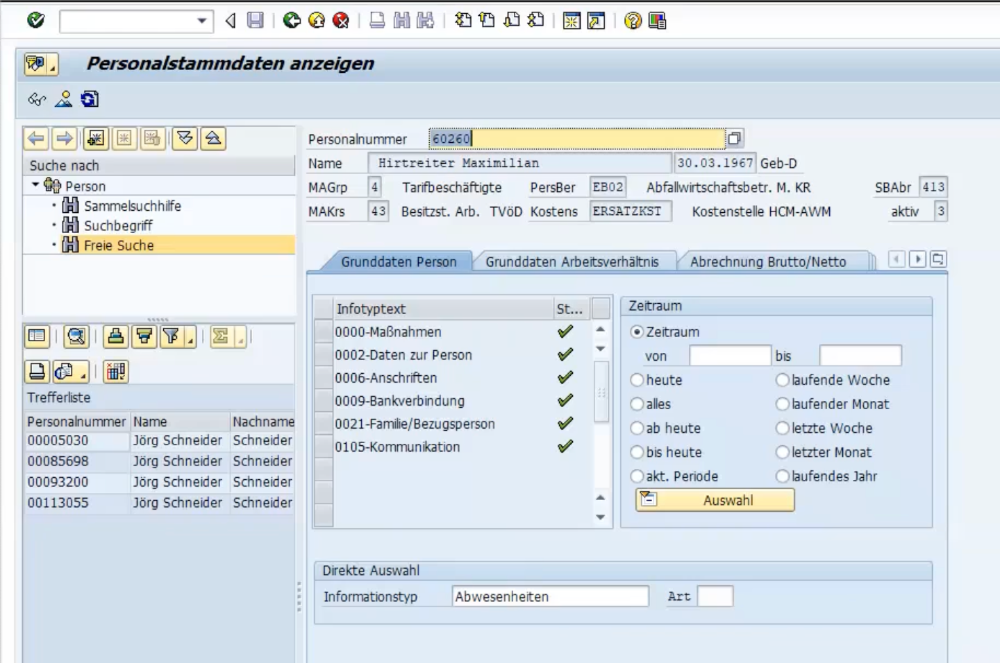 Personalstammdaten anzeigen
Suche nach
Person
Sammelsuchhilfe
Suchbegriff
Freie Suche
Trefferliste
Personalnummer Name Nachname
00005030 Jörg Schneider Schneider
00085698 Jörg Schneider Schneider
00093200 Jörg Schneider Schneider
00113055 Jörg Schneider Schneider
Personalnummer 60260
Name Hirtreiter Maximilian 30.03.1967 Geb-D
MAGrp 4 Tarifbeschäftigte PersBer EB02 Abfallwirtschaftsbetr. M. KR SBAbr 413
MAKrs 43 Besitzst. Arb. TVöD Kostens ERSATZKST Kostenstelle HCM-AWM aktiv 3
Grunddaten Person Grunddaten Arbeitsverhältnis Abrechnung Brutto/Netto
Infotyptext St...
0000-Maßnahmen
0002-Daten zur Person
0006-Anschriften
0009-Bankverbindung
0021-Familie/Bezugsperson
0105-Kommunikation
Zeitraum
Zeitraum
von bis
heute laufende Woche
alles laufender Monat
ab heute letzte Woche
bis heute letzter Monat
akt. Periode laufendes Jahr
Auswahl
Direkte Auswahl
Informationstyp Abwesenheiten Art